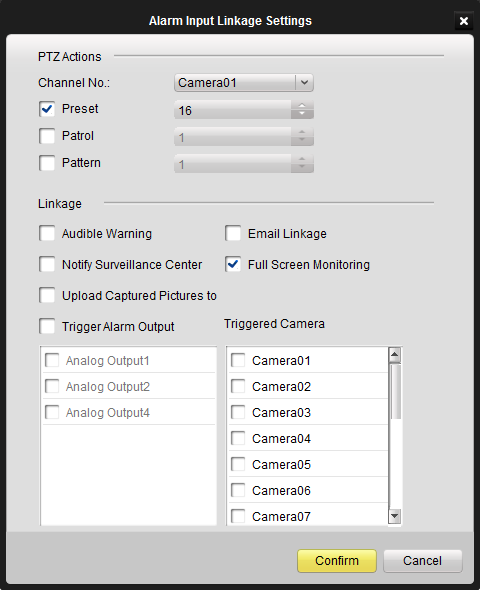 Alarm Input Linkage Settings
PTZ Actions
Channel No.: Camera01
Preset 16
Patrol 1
Pattern 1
Linkage
Audible Warning Email Linkage
Notify Surveillance Center Full Screen Monitoring
Upload Captured Pictures to
Trigger Alarm Output
Triggered Camera
Analog Output1
Analog Output2
Analog Output4
Camera01
Camera02
Camera03
Camera04
Camera05
Camera06
Camera07
Confirm Cancel